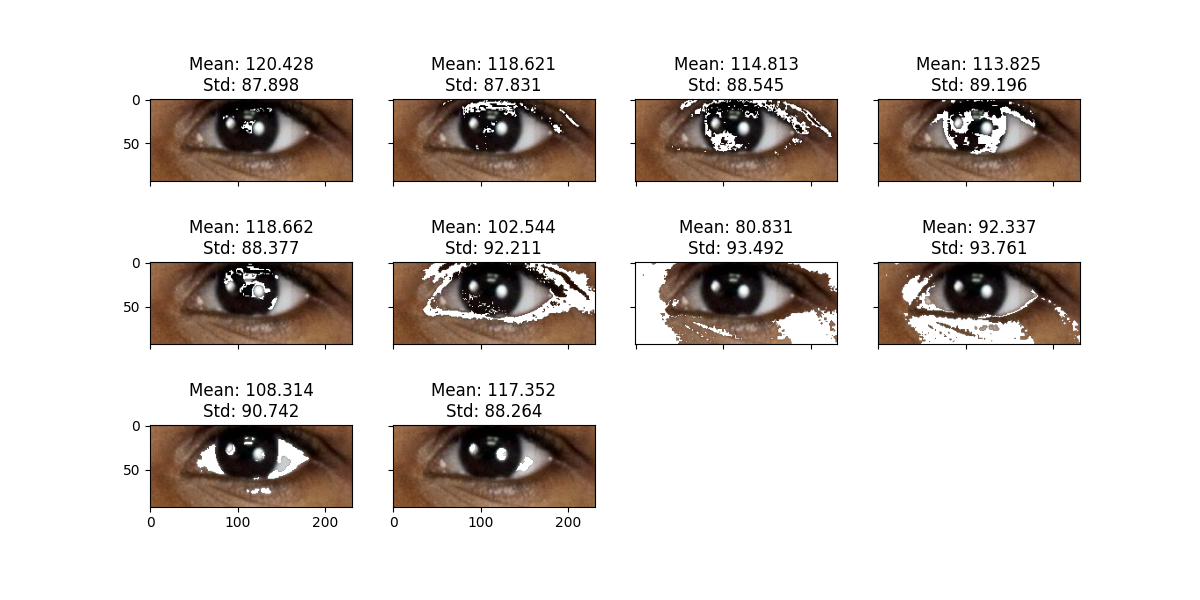 Mean: 120.428
Std: 87.898
Mean: 118.621
Std: 87.831
Mean: 114.813
Std: 88.545
Mean: 113.825
Std: 89.196
0
50
Mean: 118.662
Std: 88.377
Mean: 102.544
Std: 92.211
Mean: 80.831
Std: 93.492
Mean: 92.337
Std: 93.761
0
50
Mean: 108.314
Std: 90.742
Mean: 117.352
Std: 88.264
0
50
0 100 200
0 100 200